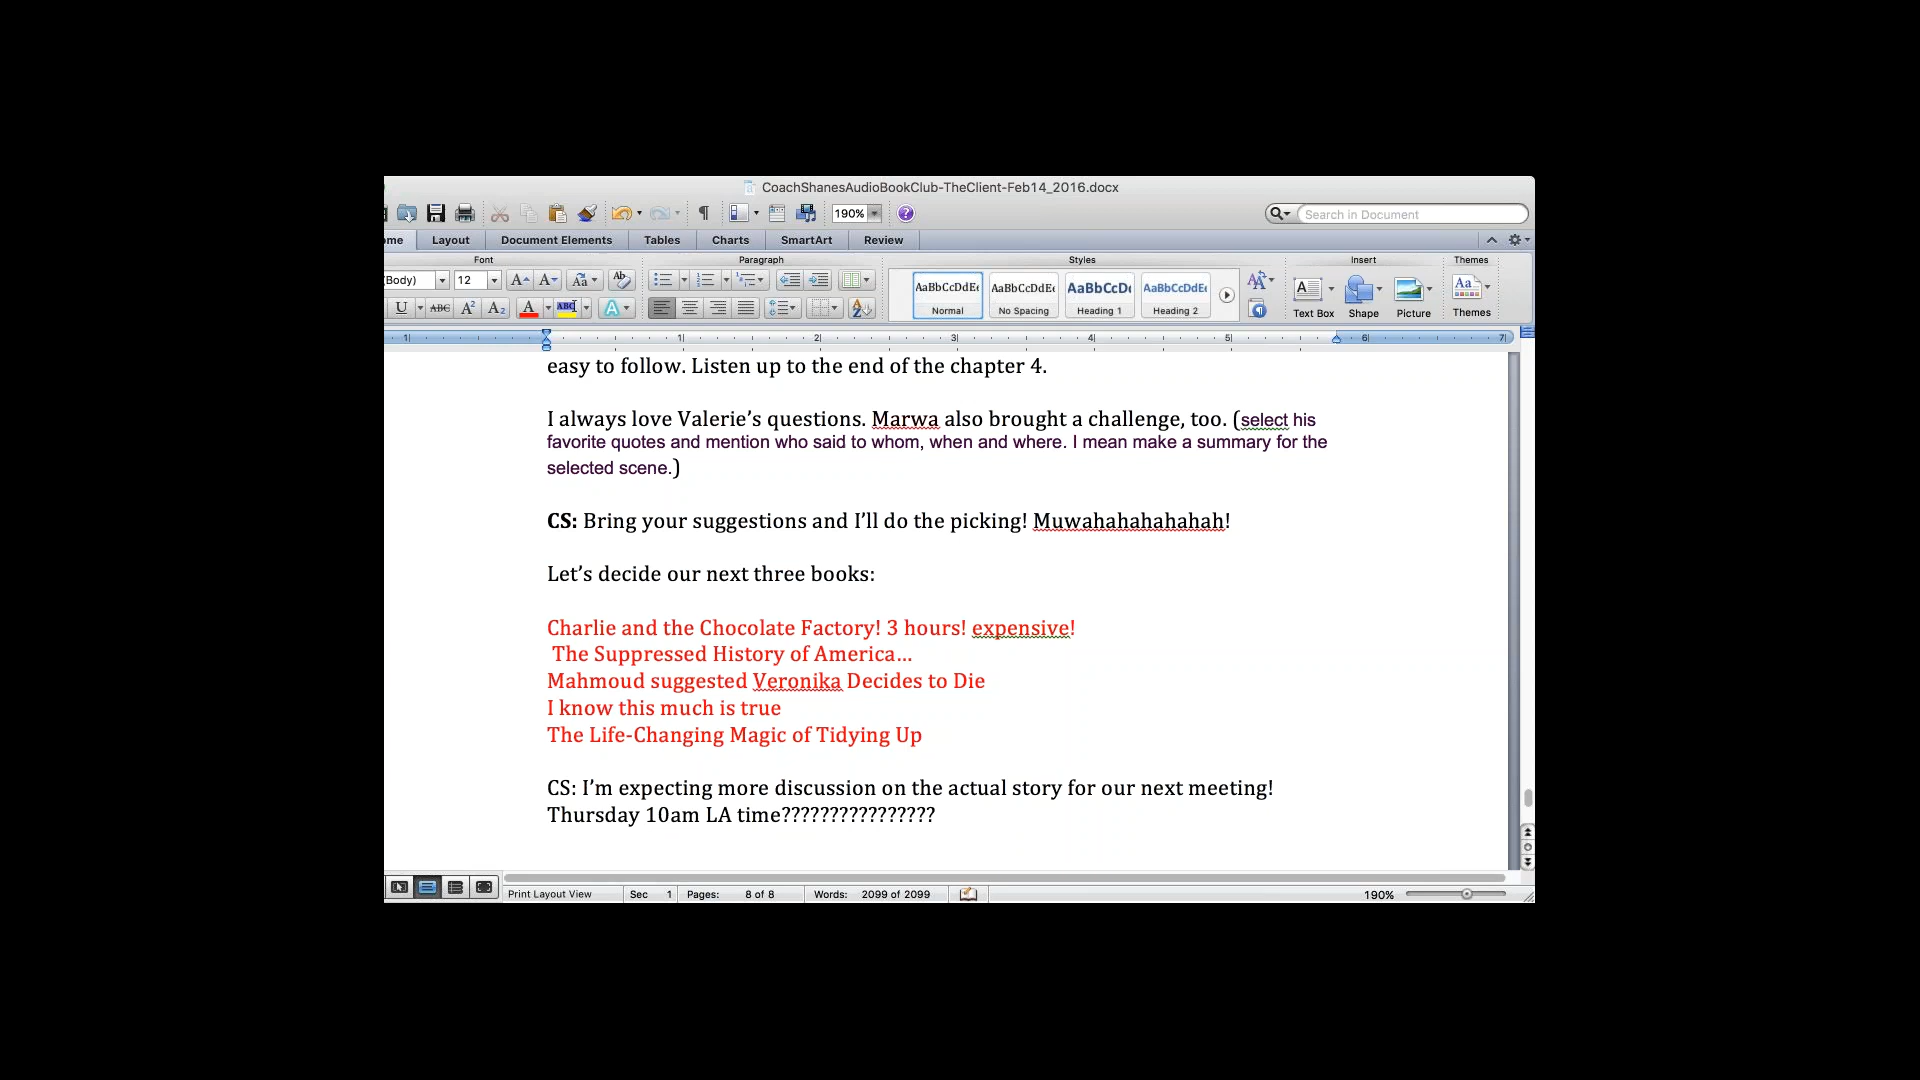 CoachShanesAudioBookClub-TheClient-Feb14_2016.docx
190%
Search in Document
ome Layout Document Elements Tables Charts SmartArt Review
Font Paragraph Styles Insert Themes
(Body) 12
AaBbCcDdEe AaBbCcDdEe AaBbCcDc AaBbCcDdEe
Normal No Spacing Heading 1 Heading 2 Text Box Shape Picture Themes
easy to follow. Listen up to the end of the chapter 4.
I always love Valerie’s questions. Marwa also brought a challenge, too. (select his
favorite quotes and mention who said to whom, when and where. I mean make a summary for the
selected scene.)
CS: Bring your suggestions and I’ll do the picking! Muwahahahahahah!
Let’s decide our next three books:
Charlie and the Chocolate Factory! 3 hours! expensive!
The Suppressed History of America…
Mahmoud suggested Veronika Decides to Die
I know this much is true
The Life-Changing Magic of Tidying Up
CS: I’m expecting more discussion on the actual story for our next meeting!
Thursday 10am LA time????????????????
Print Layout View Sec 1 Pages: 8 of 8 Words: 2099 of 2099 190%